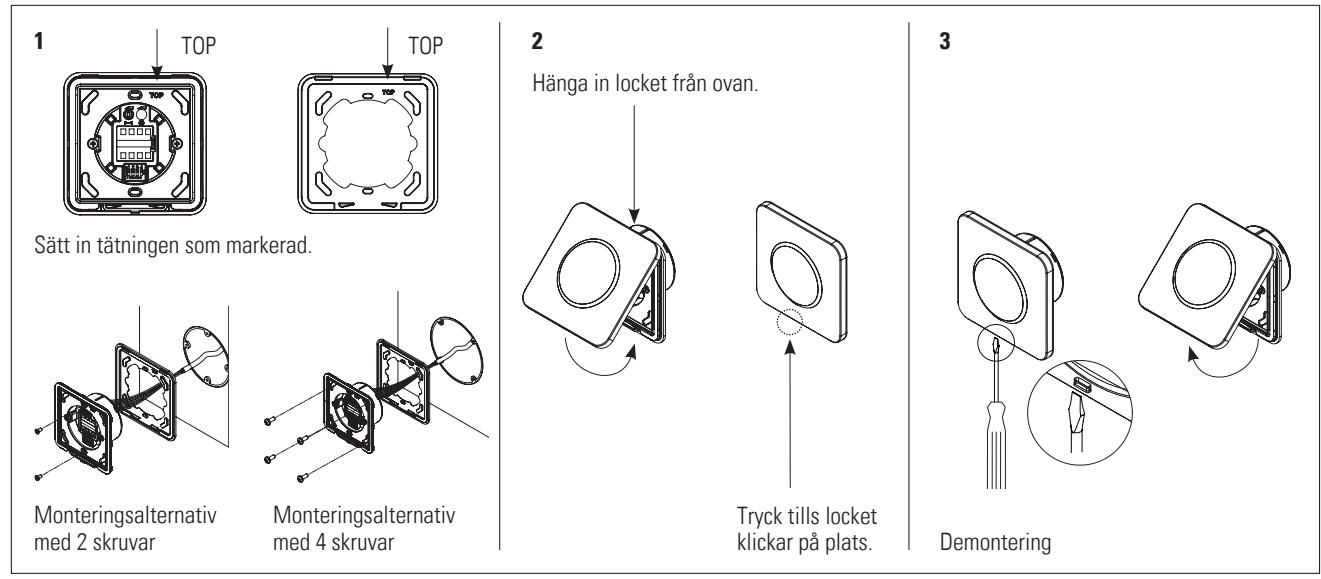 1
TOP
TOP
TOP
TOP
Sätt in tätningen som markerad.
Monteringsalternativ
med 2 skruvar
Monteringsalternativ
med 4 skruvar
2
Hänga in locket från ovan.
Tryck tills locket
klickar på plats.
3
Demontering